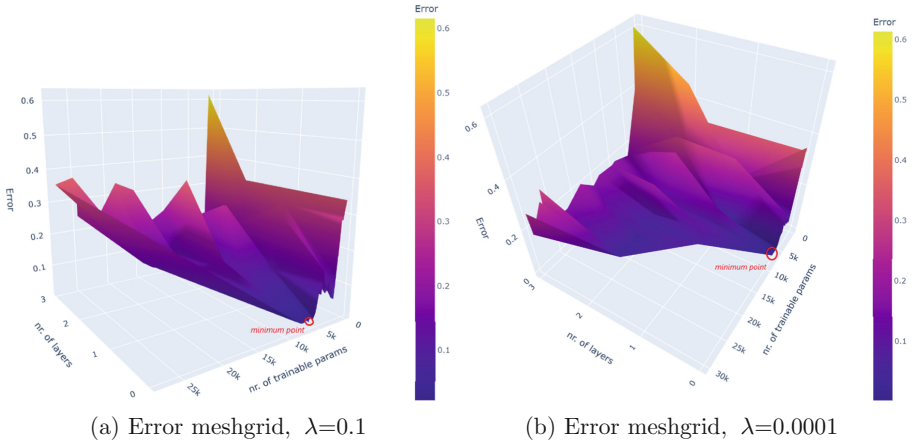 Error
0.6
0.5
0.4
0.3
0.2
0.1
Error
0.6
0.5
0.4
0.3
0.2
0.1
3
2
1
0
nr. of layers
25k
20k
15k
10k
5k
0
nr. of trainable params
minimum point
(a) Error meshgrid, λ=0.1
Error
0.6
0.5
0.4
0.3
0.2
0.1
0.6
0.4
0.2
0
Error
3
2
1
0
nr. of layers
0
5k
10k
15k
20k
25k
30k
nr. of trainable params
minimum point
(b) Error meshgrid, λ=0.0001